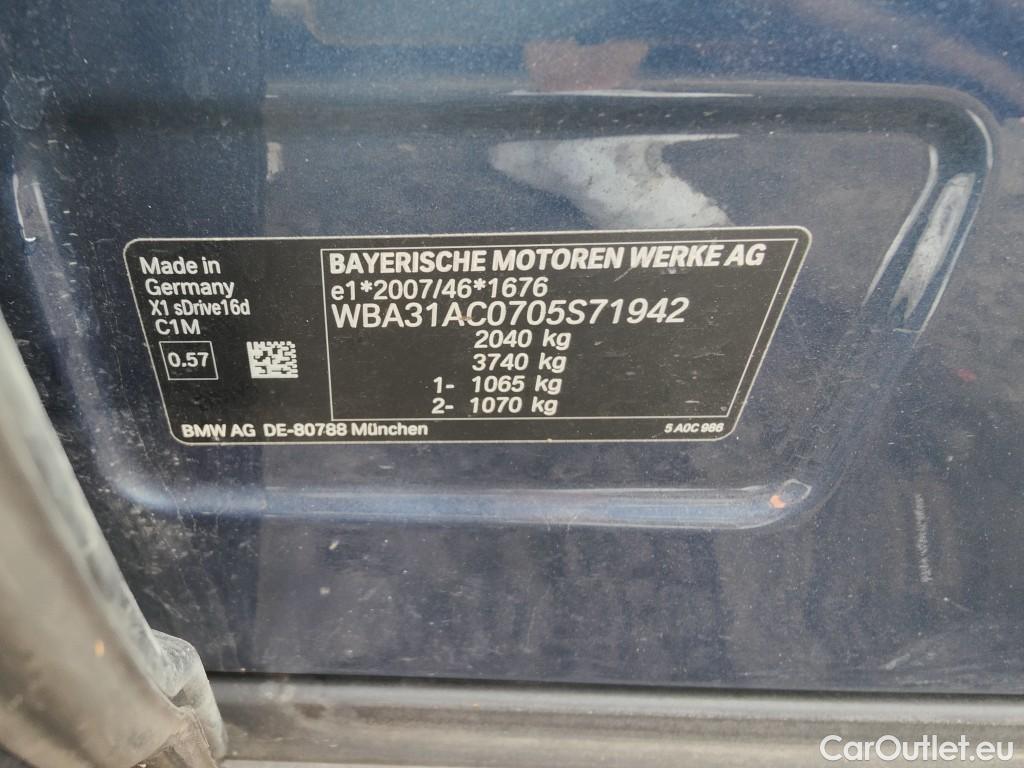 Made in
Germany
X1 sDrive16d
C1M
0.57
BAYERISCHE MOTOREN WERKE AG
e1*2007/46*1676
WBA31AC0705S71942
2040 kg
3740 kg
1- 1065 kg
2- 1070 kg
BMW AG DE-80788 München
5 A0C 986
CarOutlet.eu